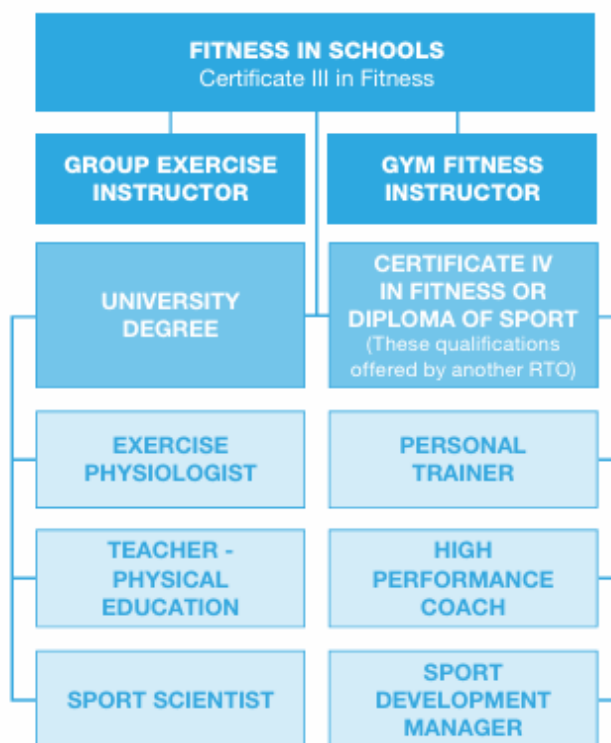 FITNESS IN SCHOOLS
Certificate III in Fitness
GROUP EXERCISE
INSTRUCTOR
GYM FITNESS
INSTRUCTOR
UNIVERSITY
DEGREE
CERTIFICATE IV
IN FITNESS OR
DIPLOMA OF SPORT
(These qualifications
offered by another RTO)
EXERCISE
PHYSIOLOGIST
PERSONAL
TRAINER
TEACHER -
PHYSICAL
EDUCATION
HIGH
PERFORMANCE
COACH
SPORT SCIENTIST
SPORT
DEVELOPMENT
MANAGER